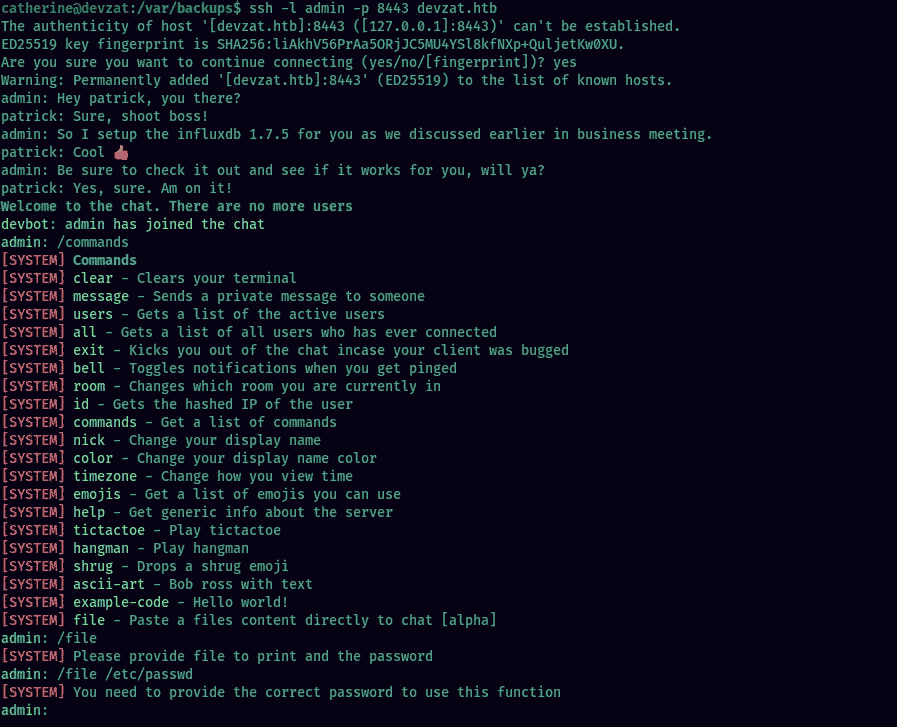 catherine@devzat:/var/backups$ ssh -l admin -p 8443 devzat.htb
The authenticity of host '[devzat.htb]:8443 ([127.0.0.1]:8443)' can't be established.
ED25519 key fingerprint is SHA256:liAkhV56PrAa5ORjJC5MU4YSl8kfNXp+QuljetKw0XU.
Are you sure you want to continue connecting (yes/no/[fingerprint])? yes
Warning: Permanently added '[devzat.htb]:8443' (ED25519) to the list of known hosts.
admin: Hey patrick, you there?
patrick: Sure, shoot boss!
admin: So I setup the influxdb 1.7.5 for you as we discussed earlier in business meeting.
patrick: Cool 👍
admin: Be sure to check it out and see if it works for you, will ya?
patrick: Yes, sure. Am on it!
Welcome to the chat. There are no more users
devbot: admin has joined the chat
admin: /commands
[SYSTEM] Commands
[SYSTEM] clear - Clears your terminal
[SYSTEM] message - Sends a private message to someone
[SYSTEM] users - Gets a list of the active users
[SYSTEM] all - Gets a list of all users who has ever connected
[SYSTEM] exit - Kicks you out of the chat incase your client was bugged
[SYSTEM] bell - Toggles notifications when you get pinged
[SYSTEM] room - Changes which room you are currently in
[SYSTEM] id - Gets the hashed IP of the user
[SYSTEM] commands - Get a list of commands
[SYSTEM] nick - Change your display name
[SYSTEM] color - Change your display name color
[SYSTEM] timezone - Change how you view time
[SYSTEM] emojis - Get a list of emojis you can use
[SYSTEM] help - Get generic info about the server
[SYSTEM] tictactoe - Play tictactoe
[SYSTEM] hangman - Play hangman
[SYSTEM] shrug - Drops a shrug emoji
[SYSTEM] ascii-art - Bob ross with text
[SYSTEM] example-code - Hello world!
[SYSTEM] file - Paste a files content directly to chat [alpha]
admin: /file
[SYSTEM] Please provide file to print and the password
admin: /file /etc/passwd
[SYSTEM] You need to provide the correct password to use this function
admin: